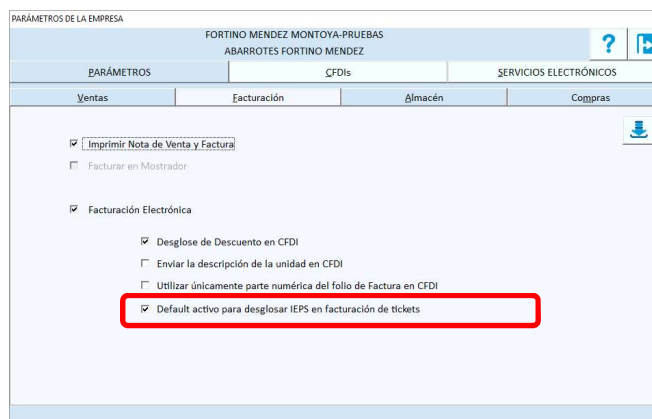 PARÁMETROS DE LA EMPRESA
FORTINO MENDEZ MONTOYA-PRUEBAS
ABARROTES FORTINO MENDEZ
?
PARÁMETROS CFDIs SERVICIOS ELECTRÓNICOS
Ventas Facturación Almacén Compras
Imprimir Nota de Venta y Factura
Facturar en Mostrador
Facturación Electrónica
Desglose de Descuento en CFDI
Enviar la descripción de la unidad en CFDI
Utilizar únicamente parte numérica del folio de Factura en CFDI
Default activo para desglosar IEPS en facturación de tickets